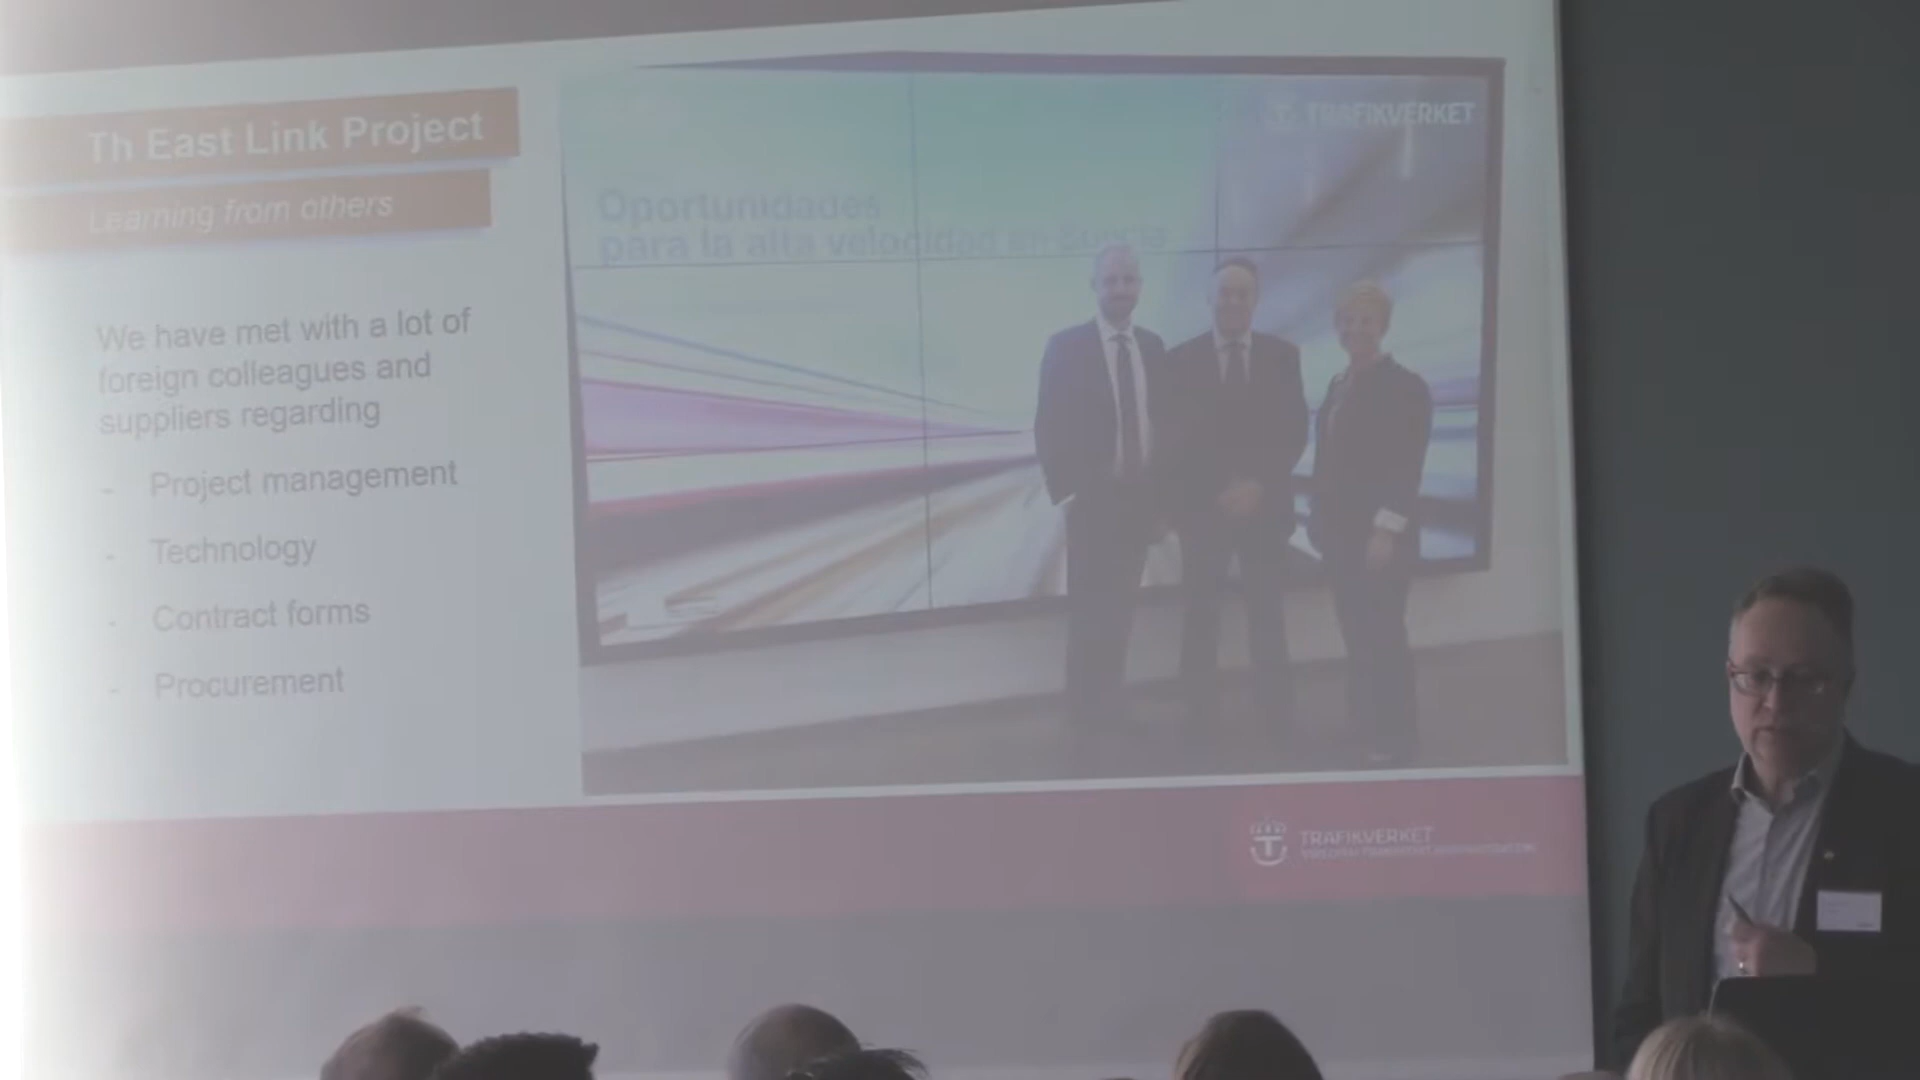 Th East Link Project
Learning from others
We have met with a lot of
foreign colleagues and
suppliers regarding
- Project management
- Technology
- Contract forms
- Procurement
TRAFIKVERKET
Oportunidades
para la alta velocidad en Suecia
TRAFIKVERKET